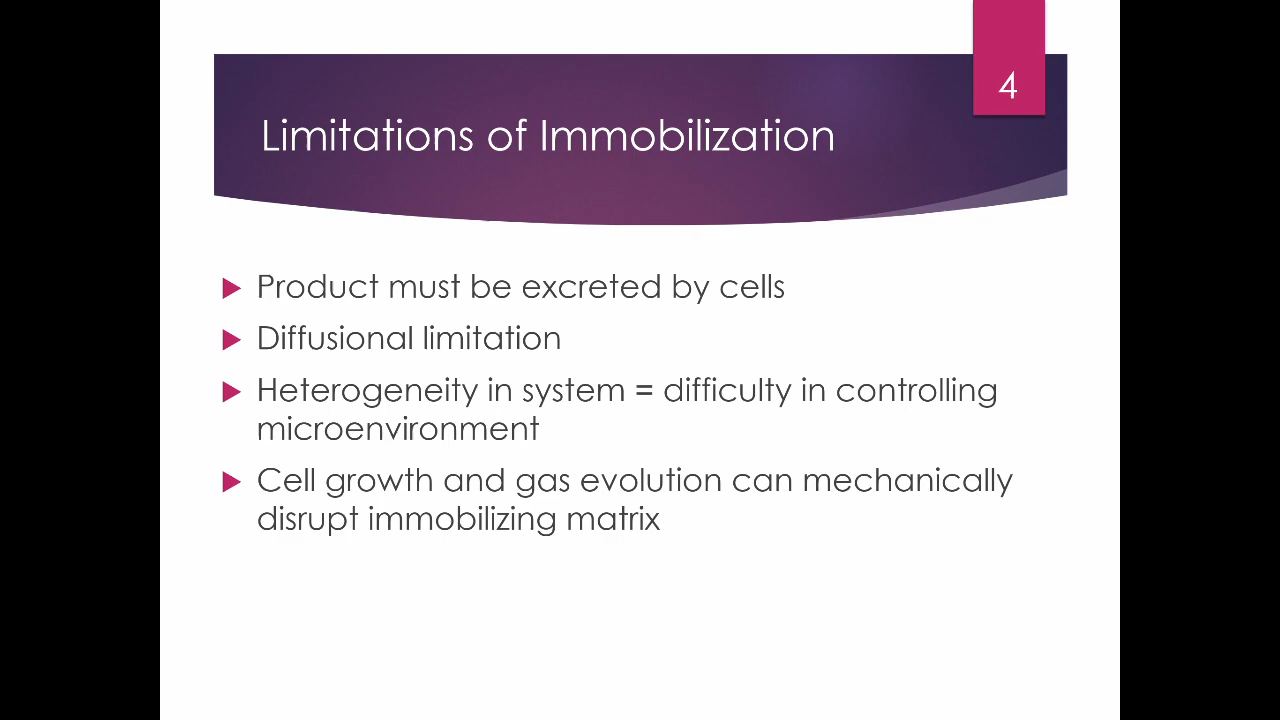 4
Limitations of Immobilization
Product must be excreted by cells
Diffusional limitation
Heterogeneity in system = difficulty in controlling
microenvironment
Cell growth and gas evolution can mechanically
disrupt immobilizing matrix